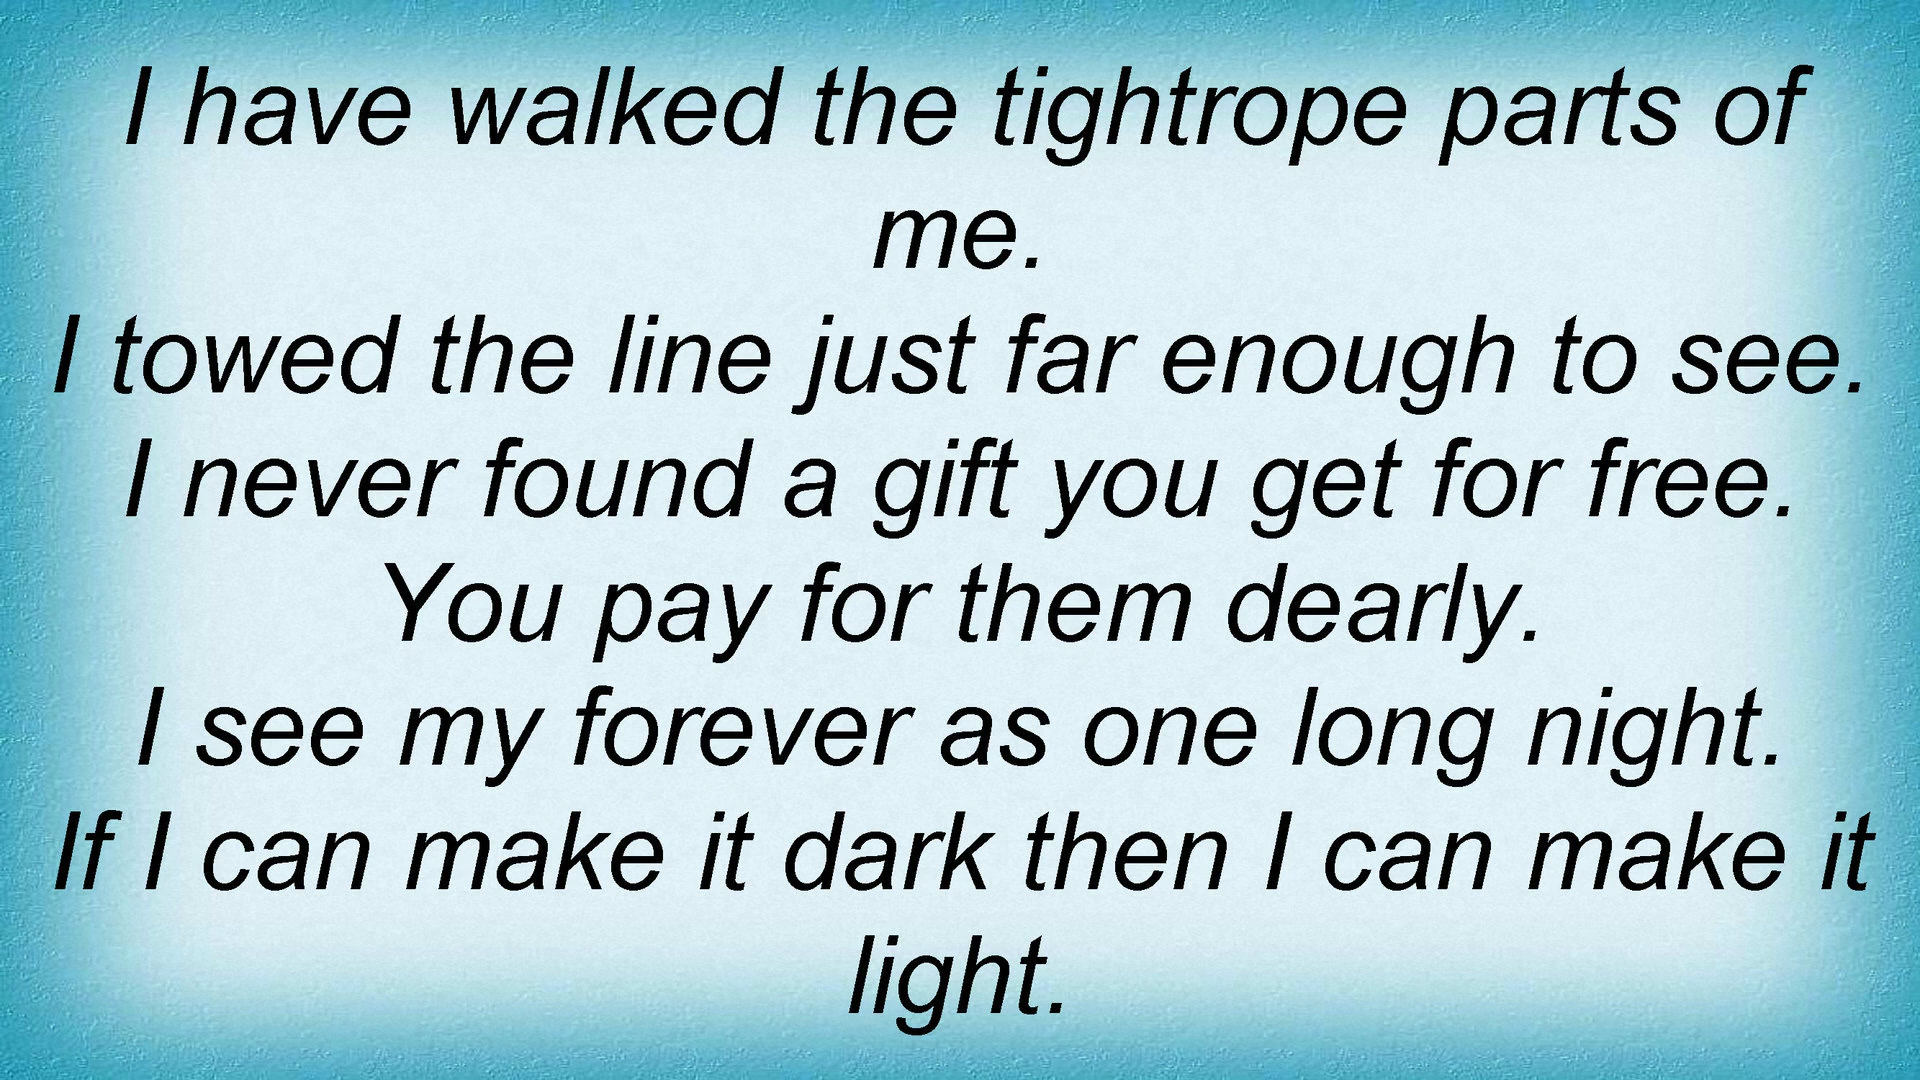 I have walked the tightrope parts of
me.
I towed the line just far enough to see.
I never found a gift you get for free.
You pay for them dearly.
I see my forever as one long night.
If I can make it dark then I can make it
light.